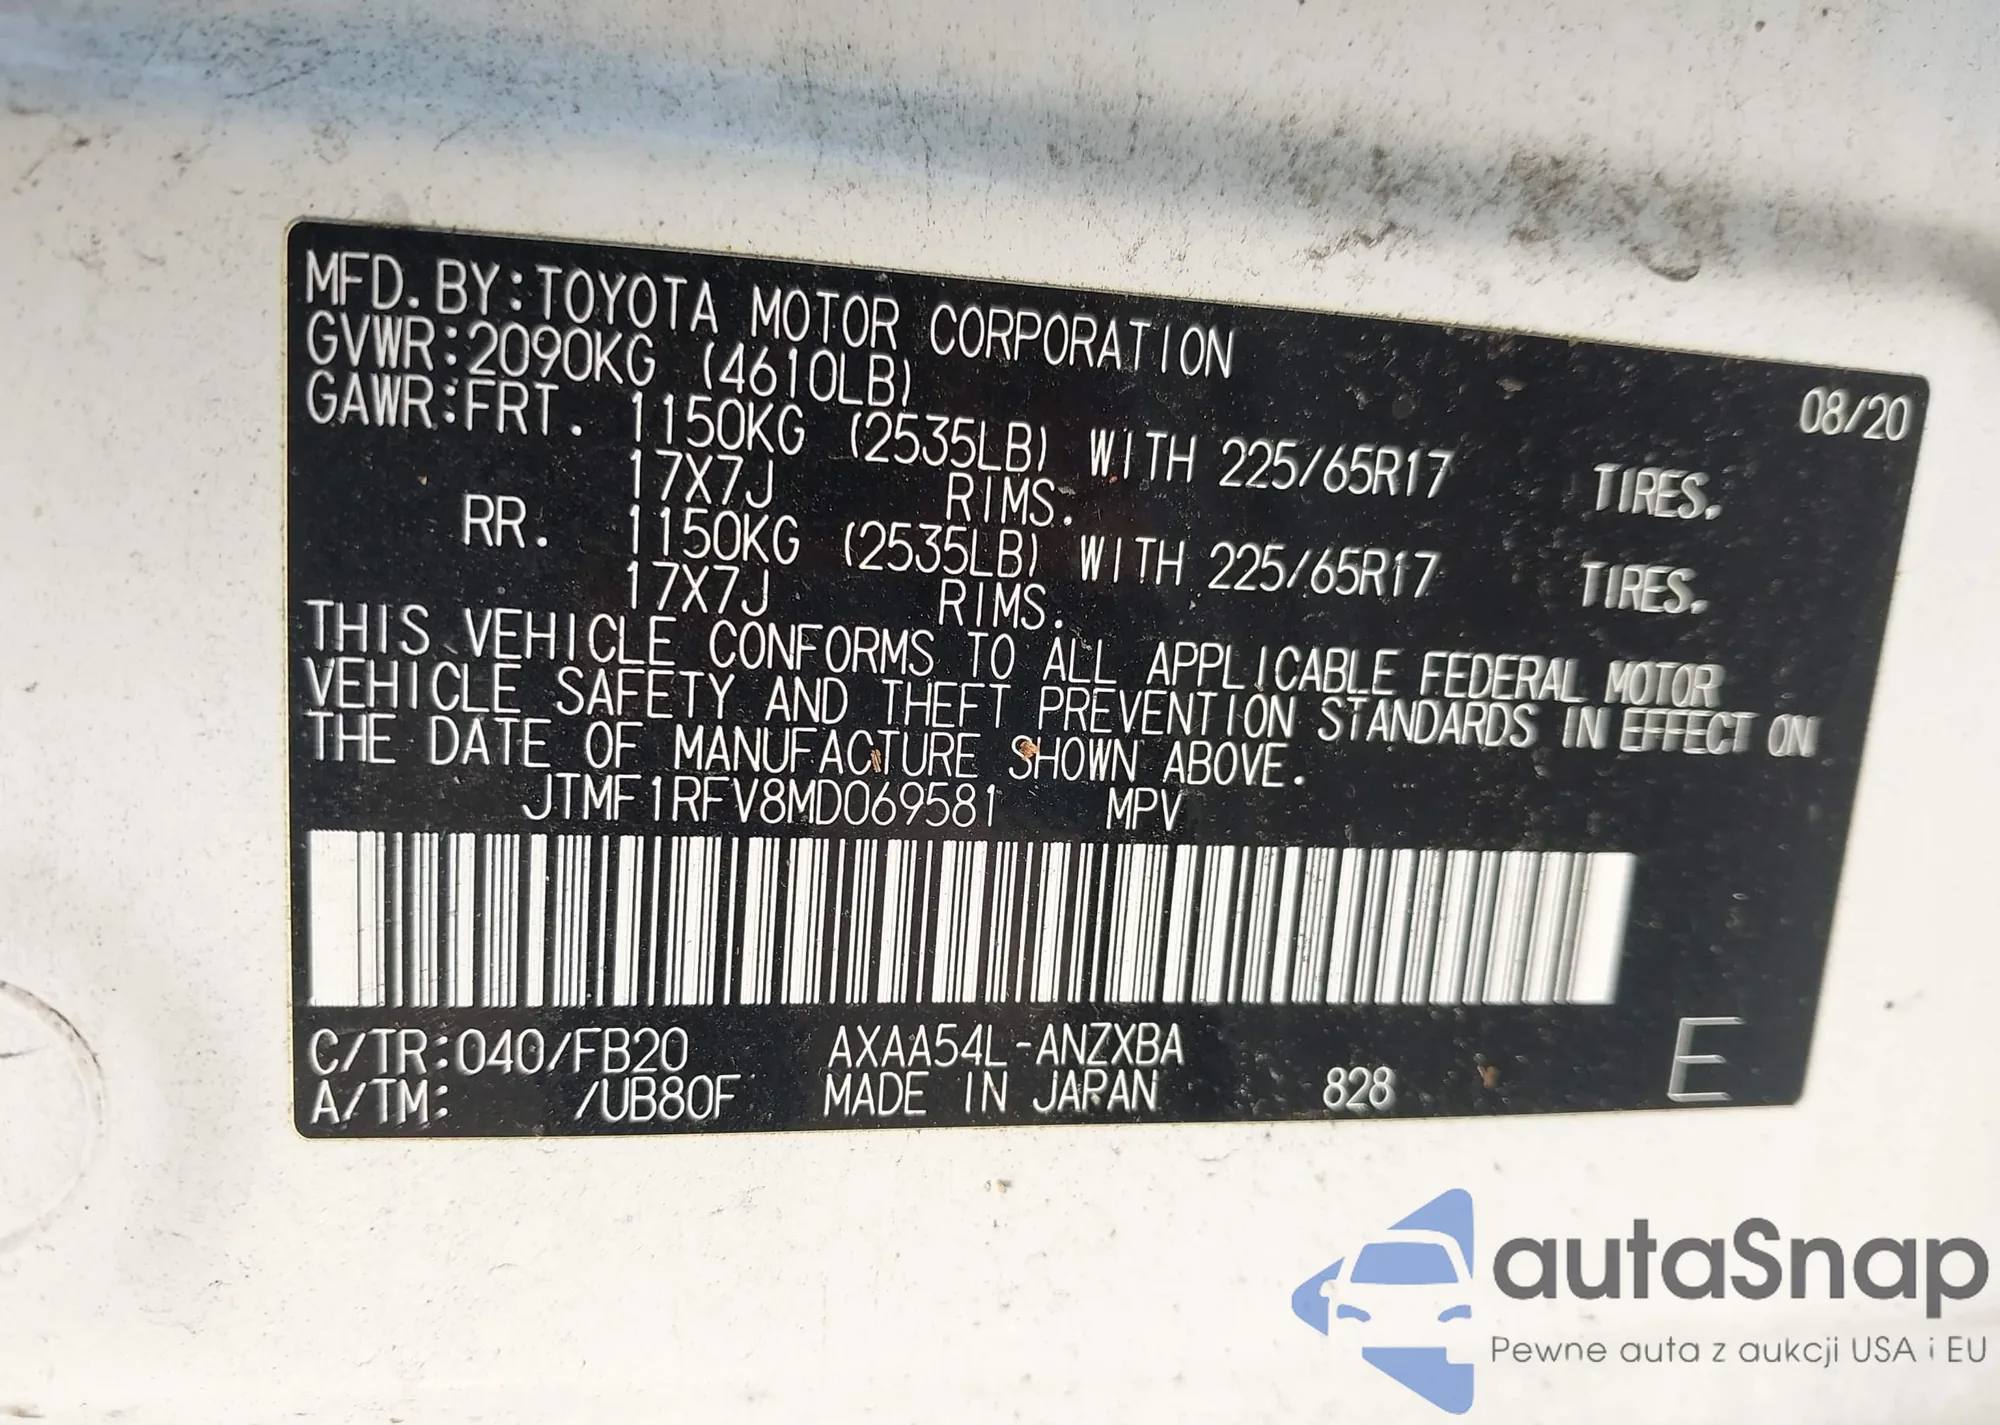 MFD. BY:TOYOTA MOTOR CORPORATION 08/20
GVWR:2090KG (4610LB)
GAWR:FRT. 1150KG (2535LB) WITH 225/65R17 TIRES.
17X7J RIMS.
RR. 1150KG (2535LB) WITH 225/65R17 TIRES.
17X7J RIMS.
THIS VEHICLE CONFORMS TO ALL APPLICABLE FEDERAL MOTOR
VEHICLE SAFETY AND THEFT PREVENTION STANDARDS IN EFFECT ON
THE DATE OF MANUFACTURE SHOWN ABOVE.
JTMF1RFV8MD069581 MPV
C/TR:040/FB20 AXAA54L-ANZXBA
A/TM: /UB80F MADE IN JAPAN 828 E
autaSnap
Pewne auta z aukcji USA i EU